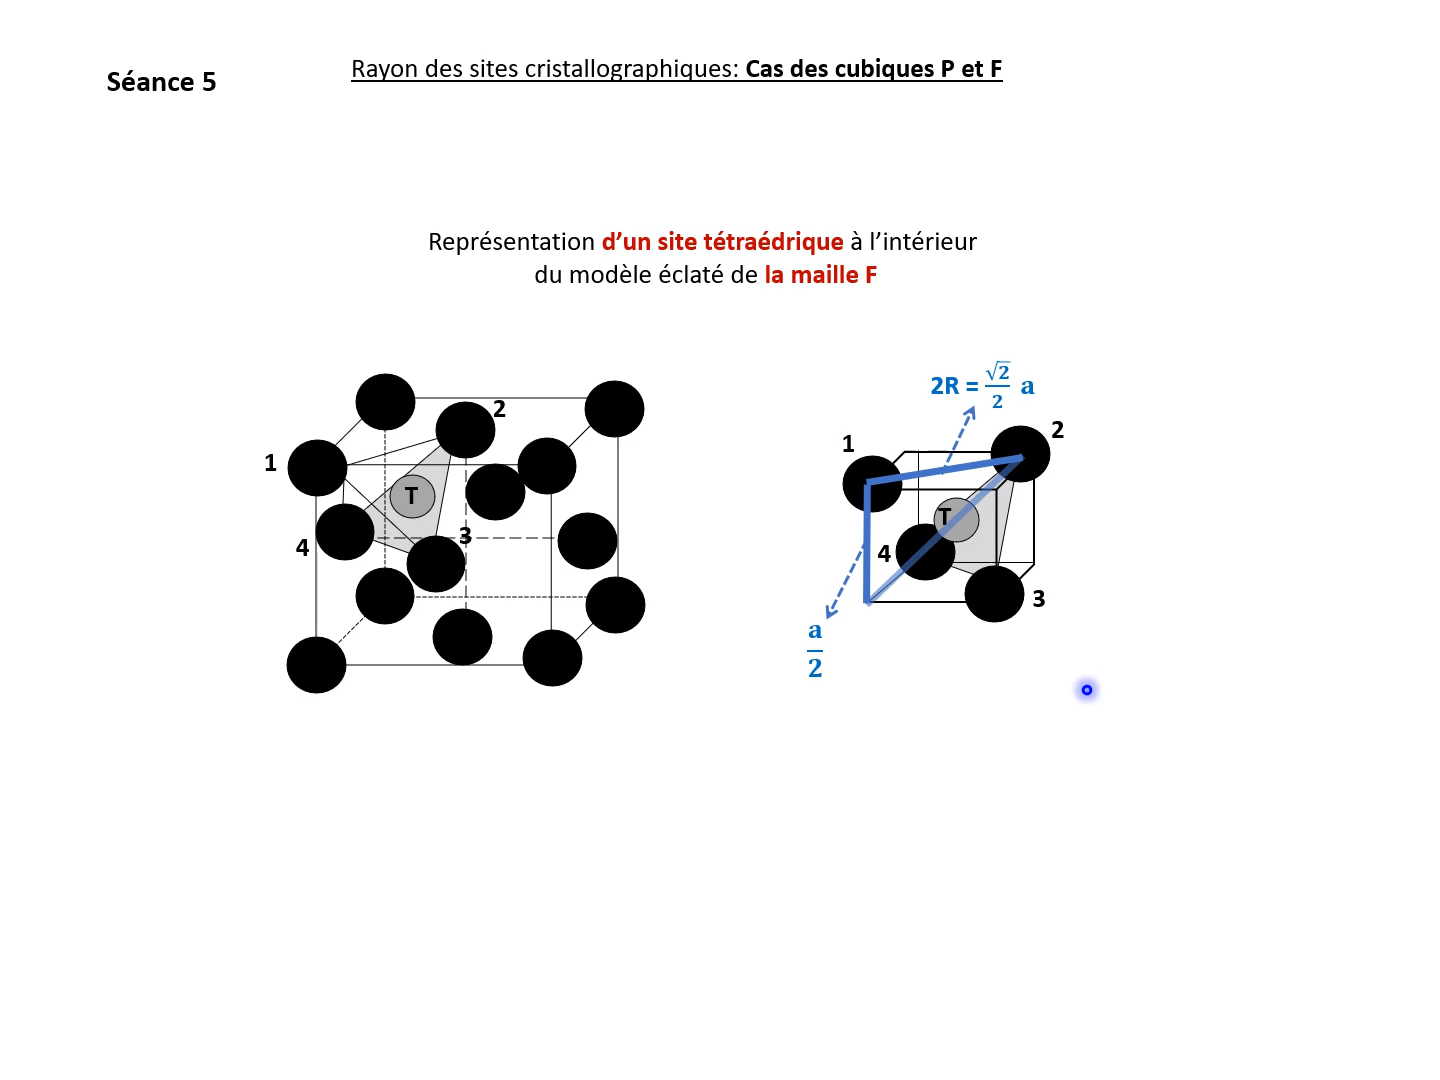 Séance 5
Rayon des sites cristallographiques: Cas des cubiques P et F
Représentation d’un site tétraédrique à l’intérieur
du modèle éclaté de la maille F
2
1
T
4
3
2R = √2/2 a
1
2
T
4
3
a/2